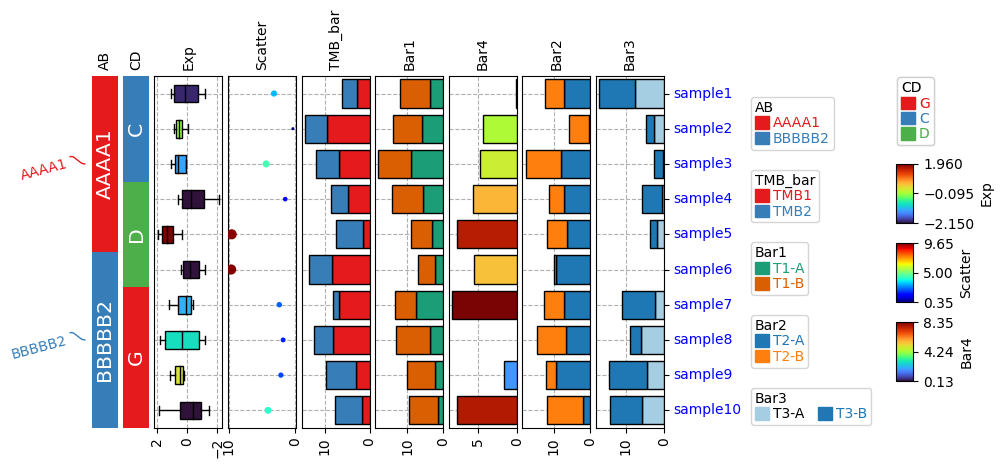 AB
CD
Exp
Scatter
TMB_bar
Bar1
Bar4
Bar2
Bar3
AAAA1
AAAA1
BBBBB2
BBBBB2
C
D
G
sample1
sample2
sample3
sample4
sample5
sample6
sample7
sample8
sample9
sample10
2 0 −2
10 0
10 0
10 0
5 0
10 0
10 0
AB
AAAA1
BBBBB2
TMB_bar
TMB1
TMB2
Bar1
T1-A
T1-B
Bar2
T2-A
T2-B
Bar3
T3-A T3-B
CD
G
C
D
1.960
−0.095
−2.150
Exp
9.65
5.00
0.35
Scatter
8.35
4.24
0.13
Bar4